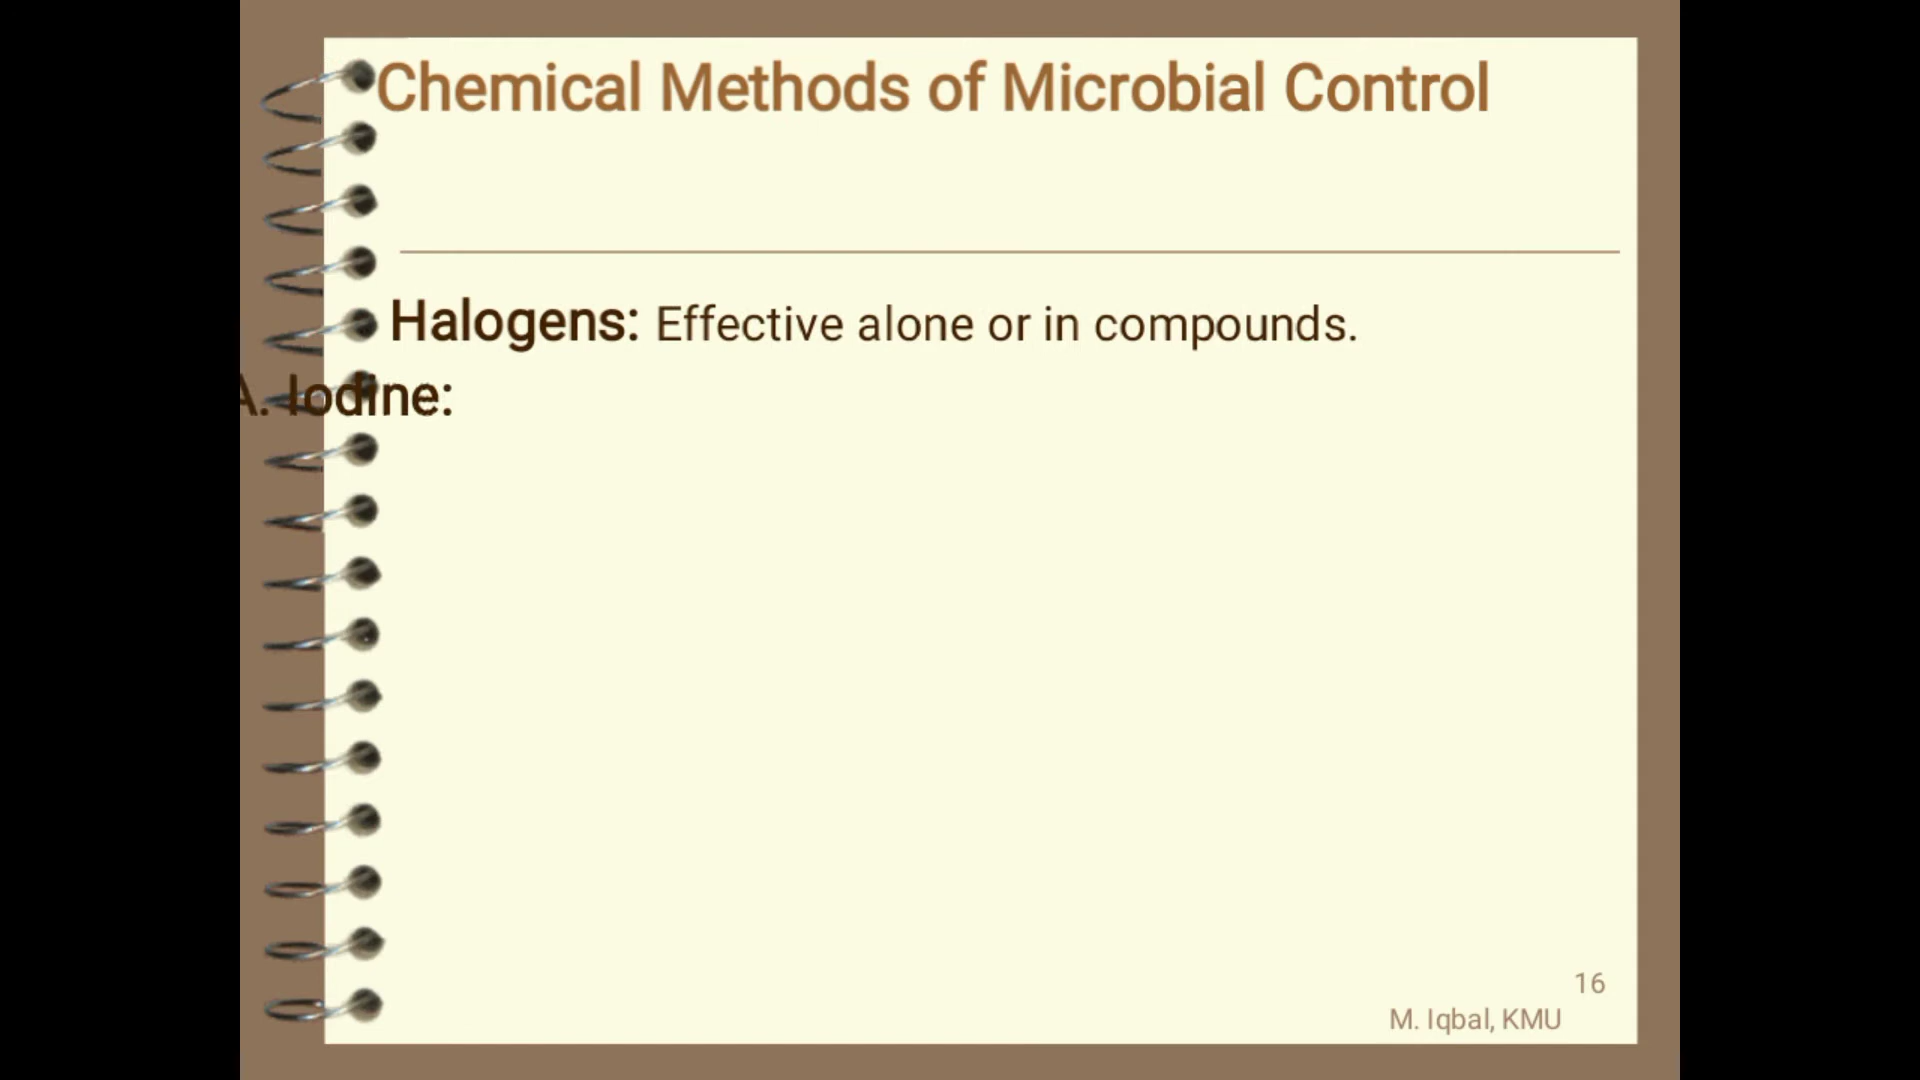 Chemical Methods of Microbial Control
Halogens: Effective alone or in compounds.
A. Iodine:
16
M. Iqbal, KMU